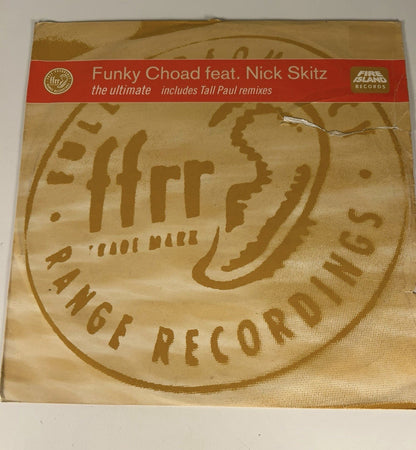 Funky Choad feat. Nick Skitz
the ultimate includes Tall Paul remixes
FIRE ISLAND
RECORDS
ffrr
TRADE MARK
RANGE RECORDINGS